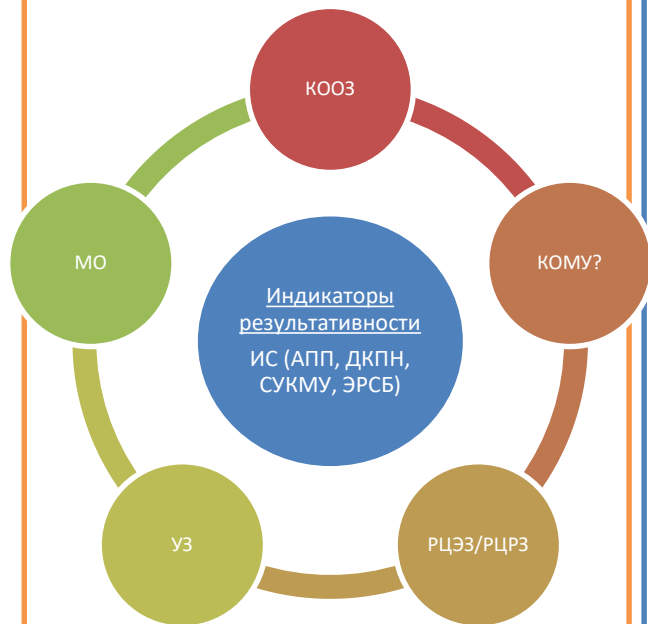 КООЗ
МО
КОМУ?
Индикаторы
результативности
ИС (АПП, ДКПН,
СУКМУ, ЭРСБ)
УЗ
РЦЭЗ/РЦРЗ